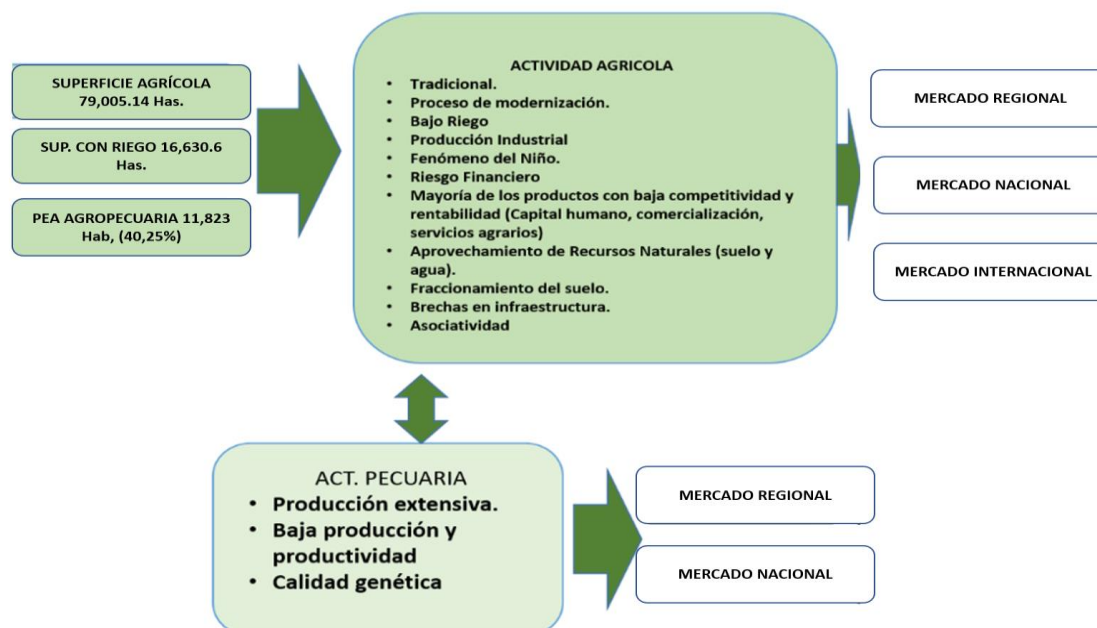 SUPERFICIE AGRÍCOLA
79,005.14 Has.
SUP. CON RIEGO 16,630.6
Has.
PEA AGROPECUARIA 11,823
Hab, (40,25%)
ACTIVIDAD AGRICOLA
• Tradicional.
• Proceso de modernización.
• Bajo Riego
• Producción Industrial
• Fenómeno del Niño.
• Riesgo Financiero
• Mayoría de los productos con baja competitividad y
rentabilidad (Capital humano, comercialización,
servicios agrarios)
• Aprovechamiento de Recursos Naturales (suelo y
agua).
• Fraccionamiento del suelo.
• Brechas en infraestructura.
• Asociatividad
MERCADO REGIONAL
MERCADO NACIONAL
MERCADO INTERNACIONAL
ACT. PECUARIA
• Producción extensiva.
• Baja producción y
productividad
• Calidad genética
MERCADO REGIONAL
MERCADO NACIONAL